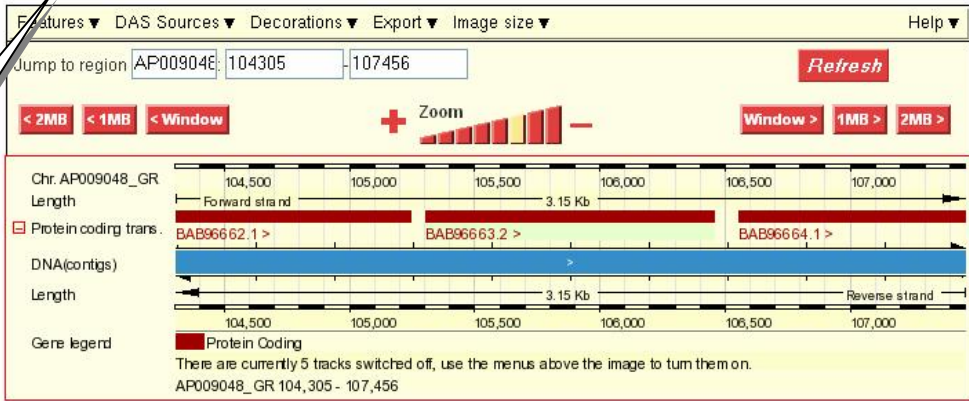 Features ▼ DAS Sources ▼ Decorations ▼ Export ▼ Image size ▼ Help ▼
Jump to region AP009048 : 104305 - 107456 Refresh
< 2MB < 1MB < Window + Zoom − Window > 1MB > 2MB >
Chr. AP009048_GR 104,500 105,000 105,500 106,000 106,500 107,000
Length Forward strand 3.15 Kb
Protein coding trans. BAB96662.1 > BAB96663.2 > BAB96664.1 >
DNA(contigs) >
Length 3.15 Kb Reverse strand
104,500 105,000 105,500 106,000 106,500 107,000
Gene legend Protein Coding
There are currently 5 tracks switched off, use the menus above the image to turn them on.
AP009048_GR 104,305 - 107,456